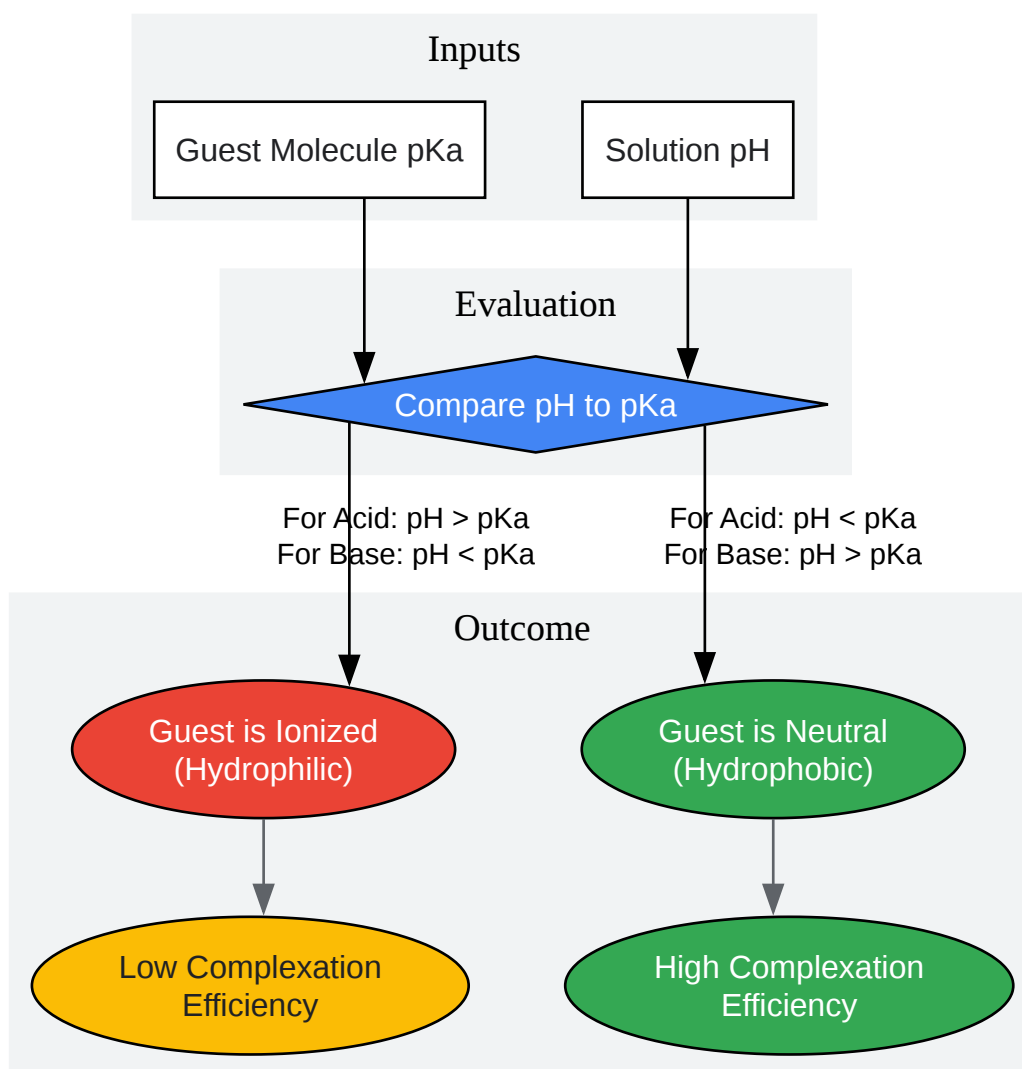 Inputs
Guest Molecule pKa
Solution pH
Evaluation
Compare pH to pKa
For Acid: pH > pKa
For Base: pH < pKa
For Acid: pH < pKa
For Base: pH > pKa
Outcome
Guest is Ionized
(Hydrophilic)
Guest is Neutral
(Hydrophobic)
Low Complexation
Efficiency
High Complexation
Efficiency